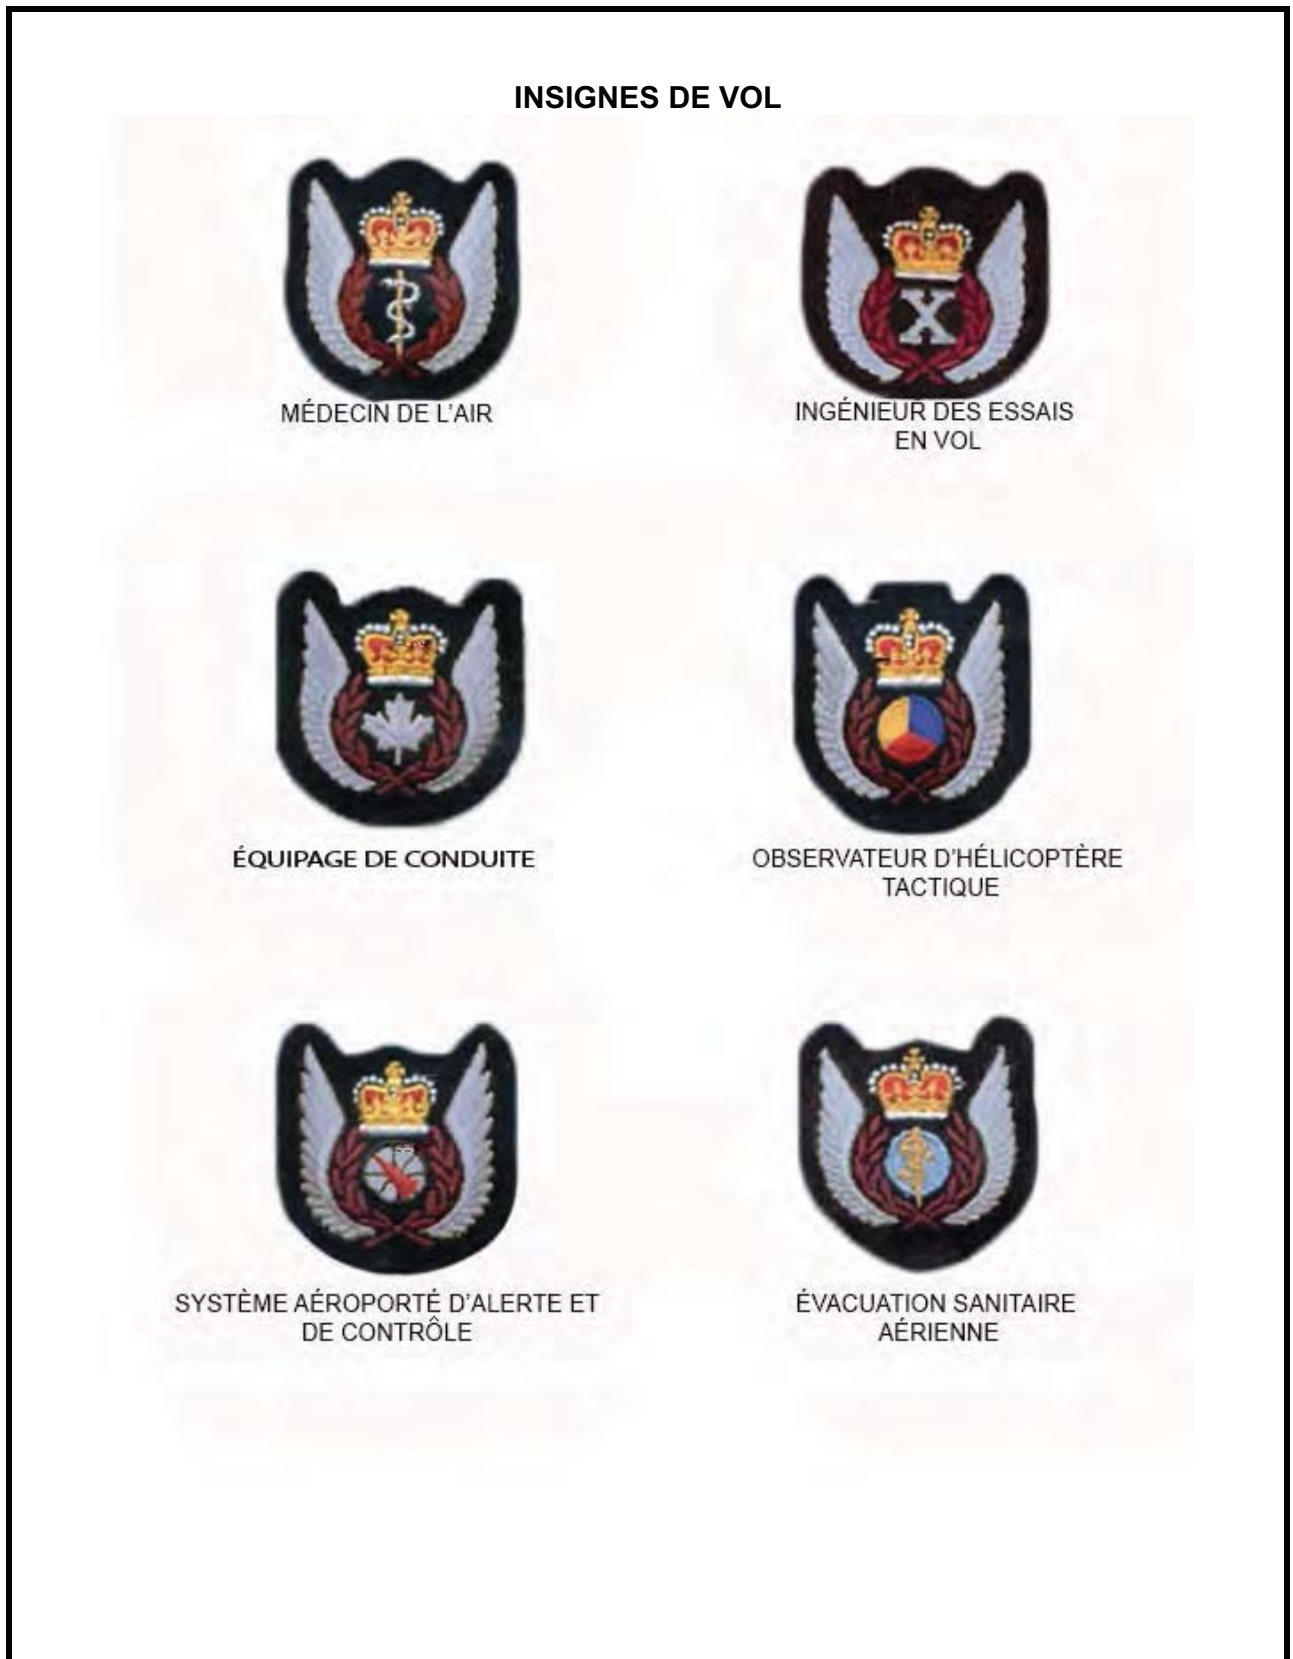 INSIGNES DE VOL
MÉDECIN DE L'AIR
INGÉNIEUR DES ESSAIS
EN VOL
ÉQUIPAGE DE CONDUITE
OBSERVATEUR D'HÉLICOPTÈRE
TACTIQUE
SYSTÈME AÉROPORTÉ D'ALERTE ET
DE CONTRÔLE
ÉVACUATION SANITAIRE
AÉRIENNE